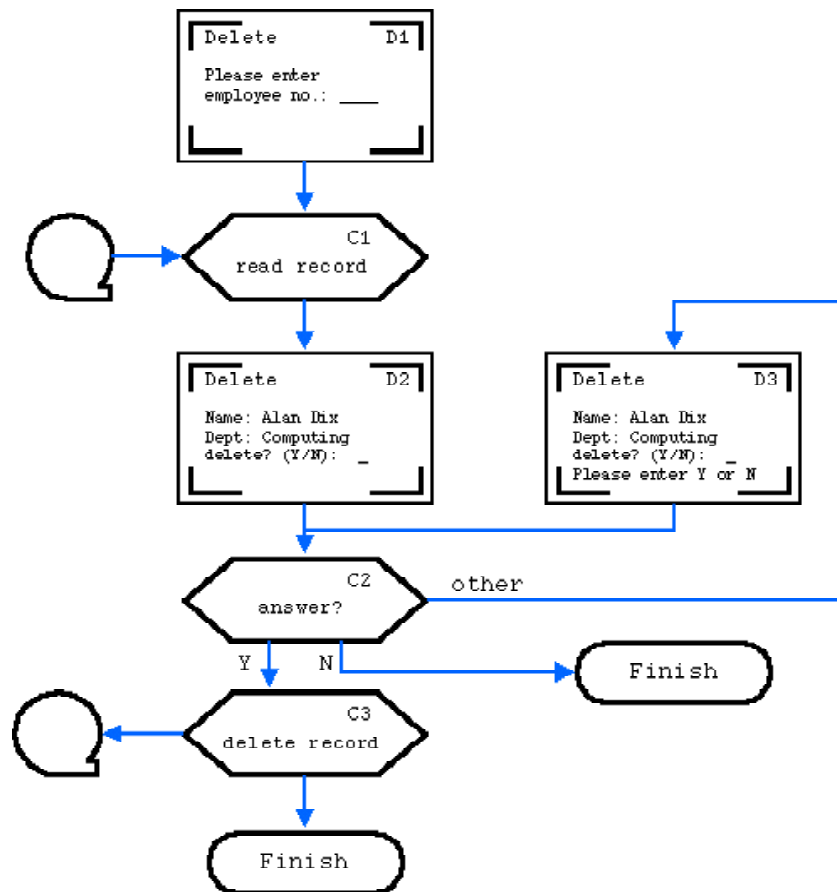 Delete D1
Please enter
employee no.: ____
C1
read record
Delete D2
Name: Alan Dix
Dept: Computing
delete? (Y/N): _
Delete D3
Name: Alan Dix
Dept: Computing
delete? (Y/N): _
Please enter Y or N
C2
answer?
other
Y
N
Finish
C3
delete record
Finish